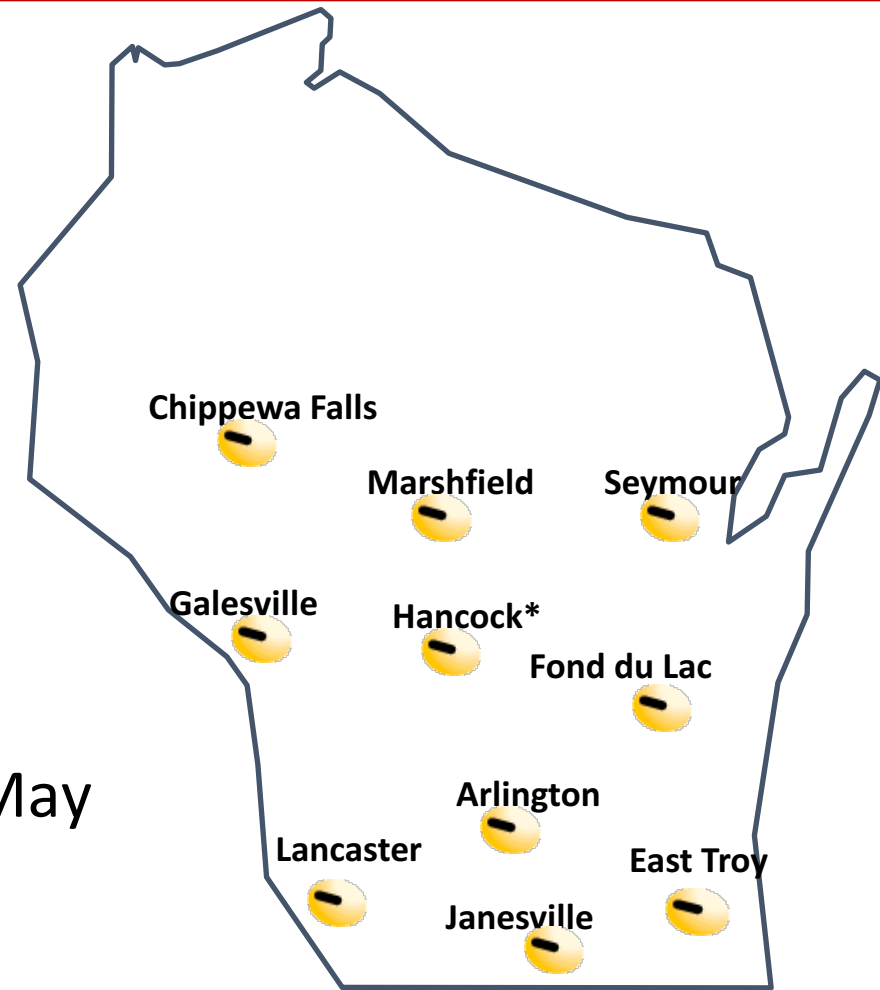 Chippewa Falls
Marshfield
Seymour
Galesville
Hancock*
Fond du Lac
May
Arlington
Lancaster
East Troy
Janesville